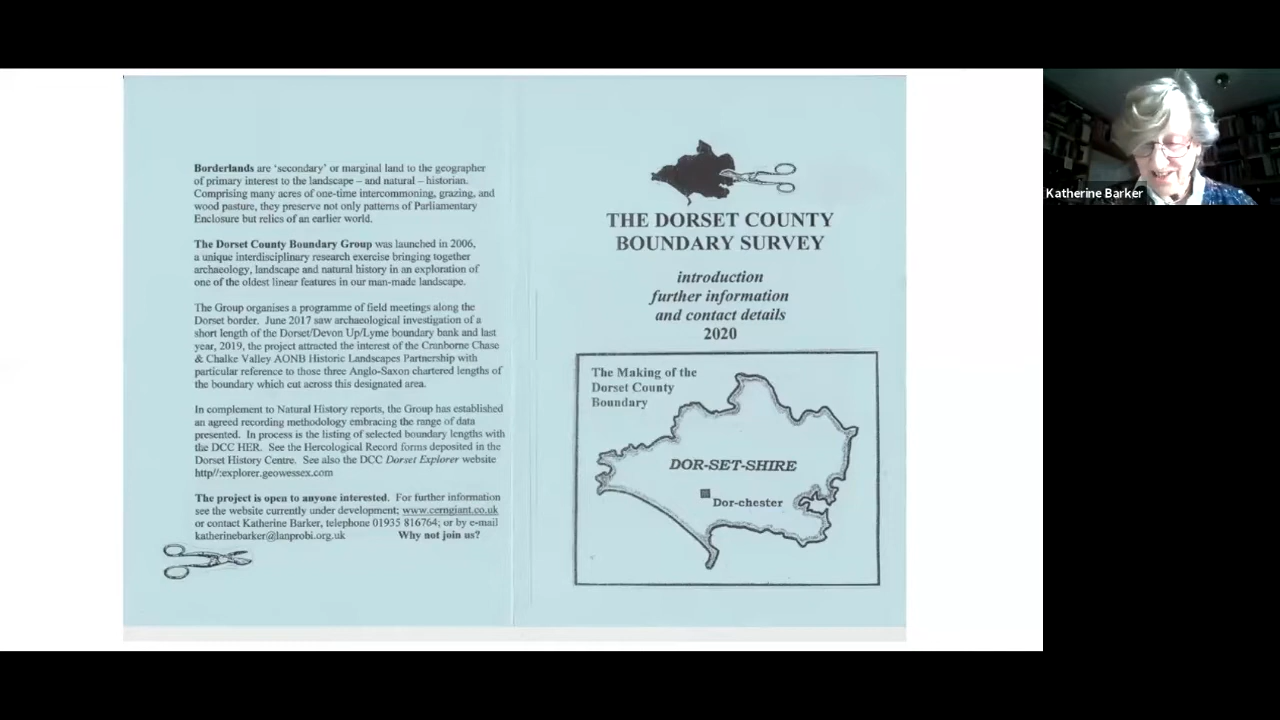 Borderlands are 'secondary' or marginal land to the geographer
of primary interest to the landscape – and natural – historian.
Comprising many acres of one-time intercommoning, grazing, and
wood pasture, they preserve not only patterns of Parliamentary
Enclosure but relics of an earlier world.
The Dorset County Boundary Group was launched in 2006,
a unique interdisciplinary research exercise bringing together
archaeology, landscape and natural history in an exploration of
one of the oldest linear features in our man-made landscape.
The Group organises a programme of field meetings along the
Dorset border. June 2017 saw archaeological investigation of a
short length of the Dorset/Devon Up/Lyme boundary bank and last
year, 2019, the project attracted the interest of the Cranborne Chase
& Chalke Valley AONB Historic Landscapes Partnership with
particular reference to those three Anglo-Saxon chartered lengths of
the boundary which cut across this designated area.
In complement to Natural History reports, the Group has established
an agreed recording methodology embracing the range of data
presented. In process is the listing of selected boundary lengths with
the DCC HER. See the Hercological Record forms deposited in the
Dorset History Centre. See also the DCC Dorset Explorer website
http//:explorer.geowessex.com
The project is open to anyone interested. For further information
see the website currently under development; www.cerngiant.co.uk
or contact Katherine Barker, telephone 01935 816764; or by e-mail
katherinebarker@lanprobi.org.uk Why not join us?
THE DORSET COUNTY
BOUNDARY SURVEY
introduction
further information
and contact details
2020
The Making of the
Dorset County
Boundary
DOR-SET-SHIRE
Dor-chester
Katherine Barker